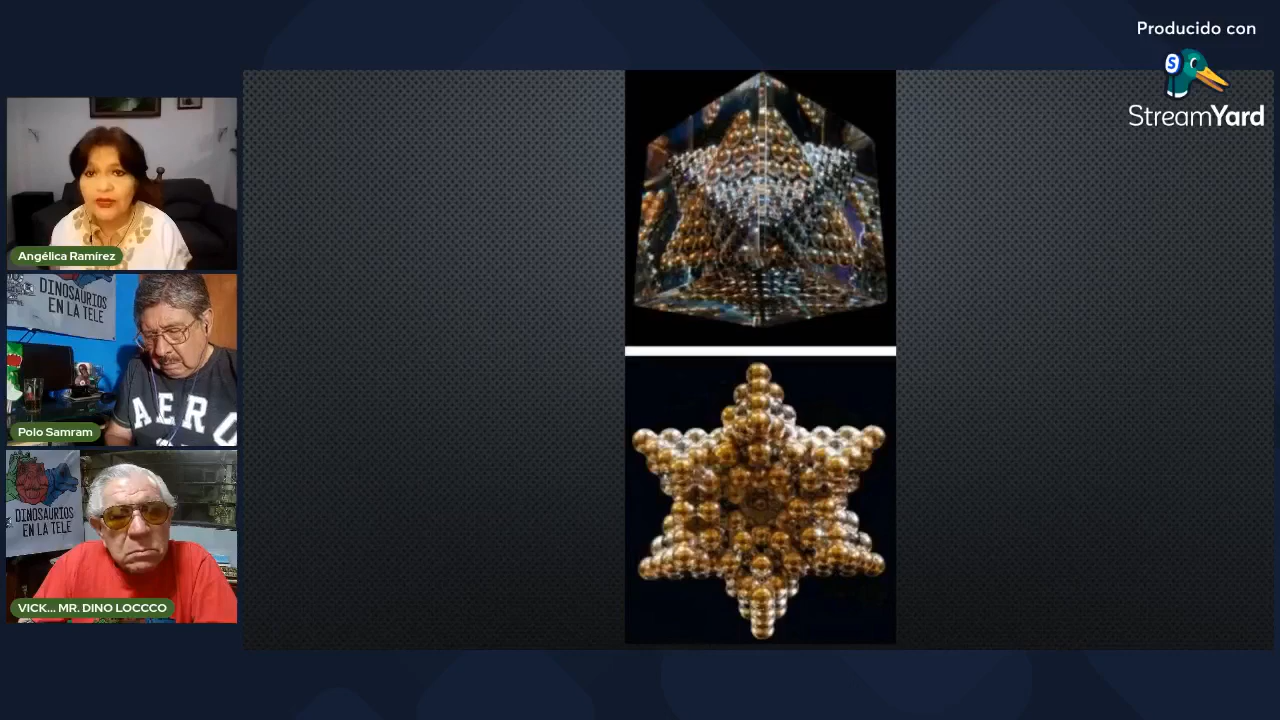 Producido con
S
StreamYard
Angélica Ramírez
DINOSAURIOS
EN LA TELE
AERO
Polo Samram
DINOSAURIOS
EN LA TELE
VICK... MR. DINO LOCCCO